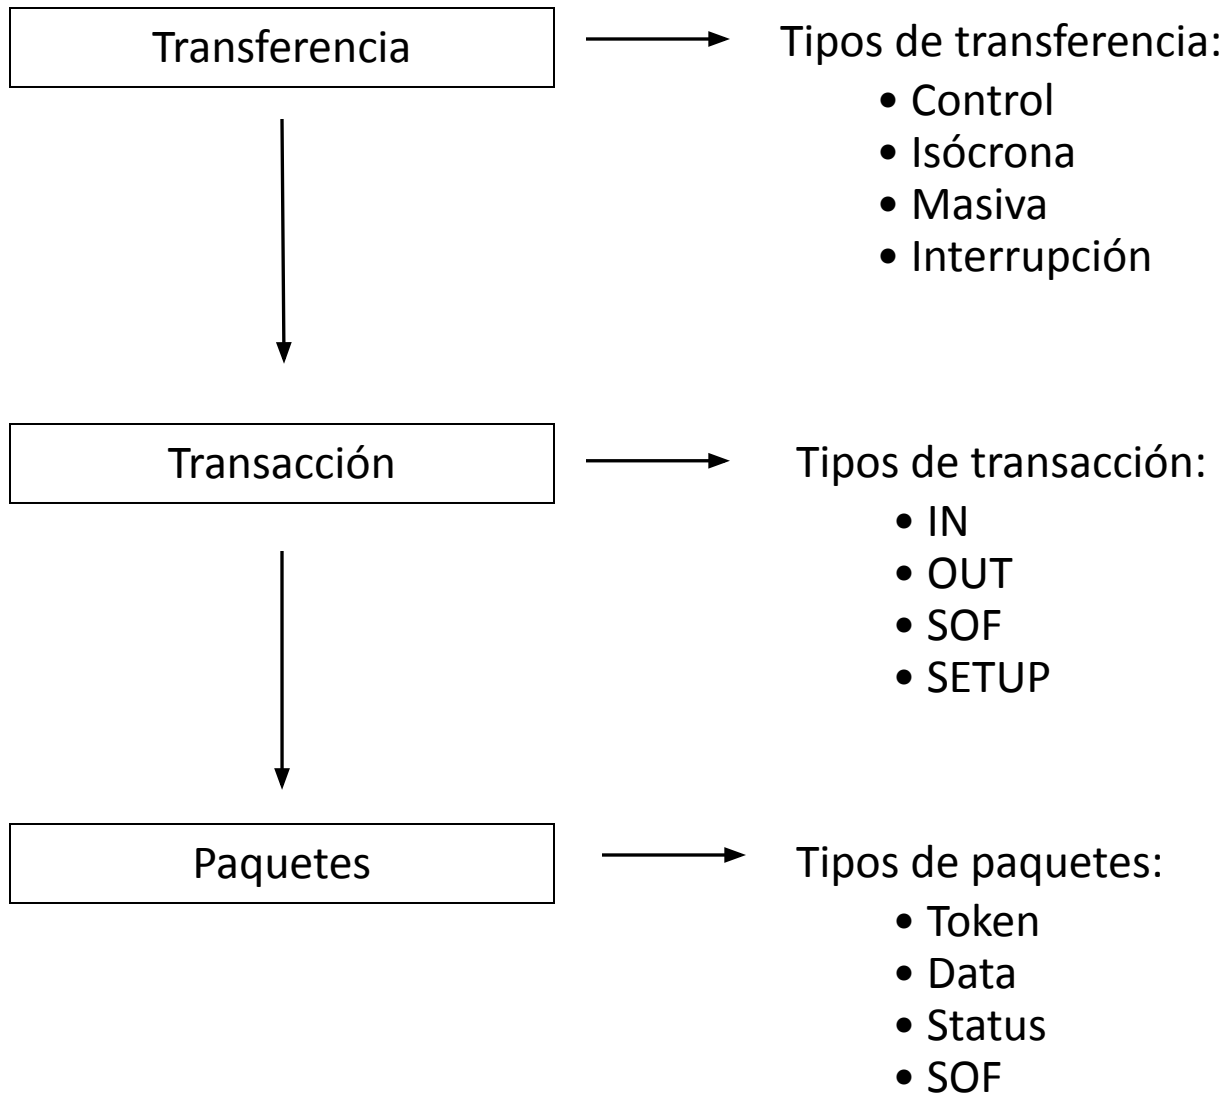 Transferencia
Tipos de transferencia:
• Control
• Isócrona
• Masiva
• Interrupción
Transacción
Tipos de transacción:
• IN
• OUT
• SOF
• SETUP
Paquetes
Tipos de paquetes:
• Token
• Data
• Status
• SOF